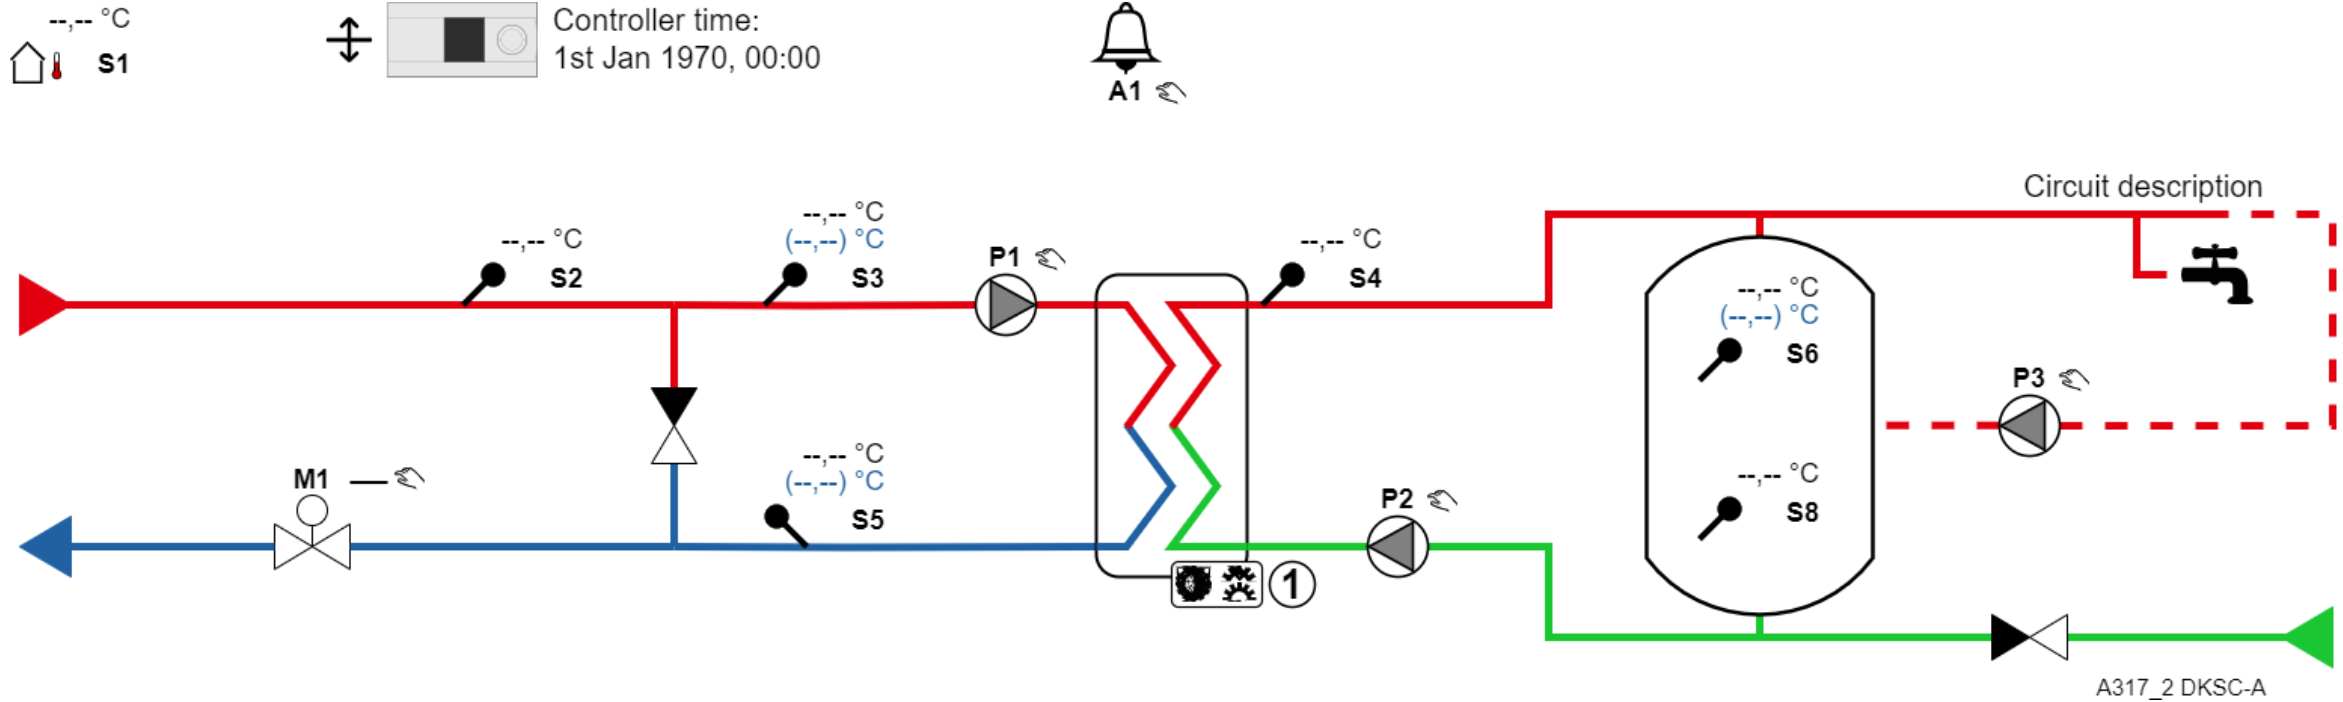 --,-- °C
S1
Controller time:
1st Jan 1970, 00:00
A1
Circuit description
--,-- °C
S2
--,-- °C
(--,--) °C
S3
P1
--,-- °C
S4
--,-- °C
(--,--) °C
S6
P3
M1
--,-- °C
(--,--) °C
S5
P2
--,-- °C
S8
1
A317_2 DKSC-A